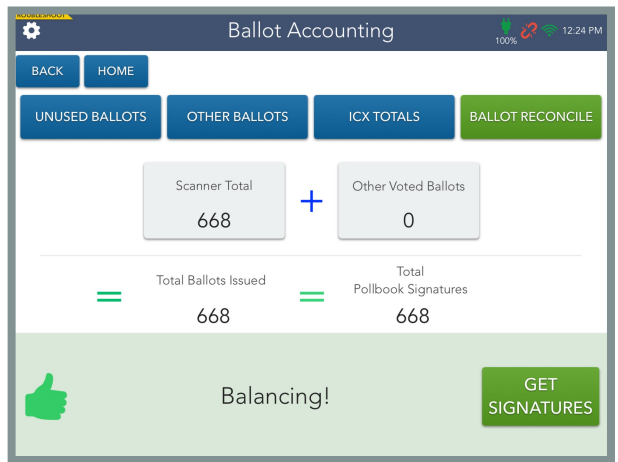 ROUBLESHOOT
Ballot Accounting
100%
12:24 PM
BACK
HOME
UNUSED BALLOTS
OTHER BALLOTS
ICX TOTALS
BALLOT RECONCILE
Scanner Total
668
+
Other Voted Ballots
0
=
Total Ballots Issued
668
=
Total
Pollbook Signatures
668
Balancing!
GET
SIGNATURES